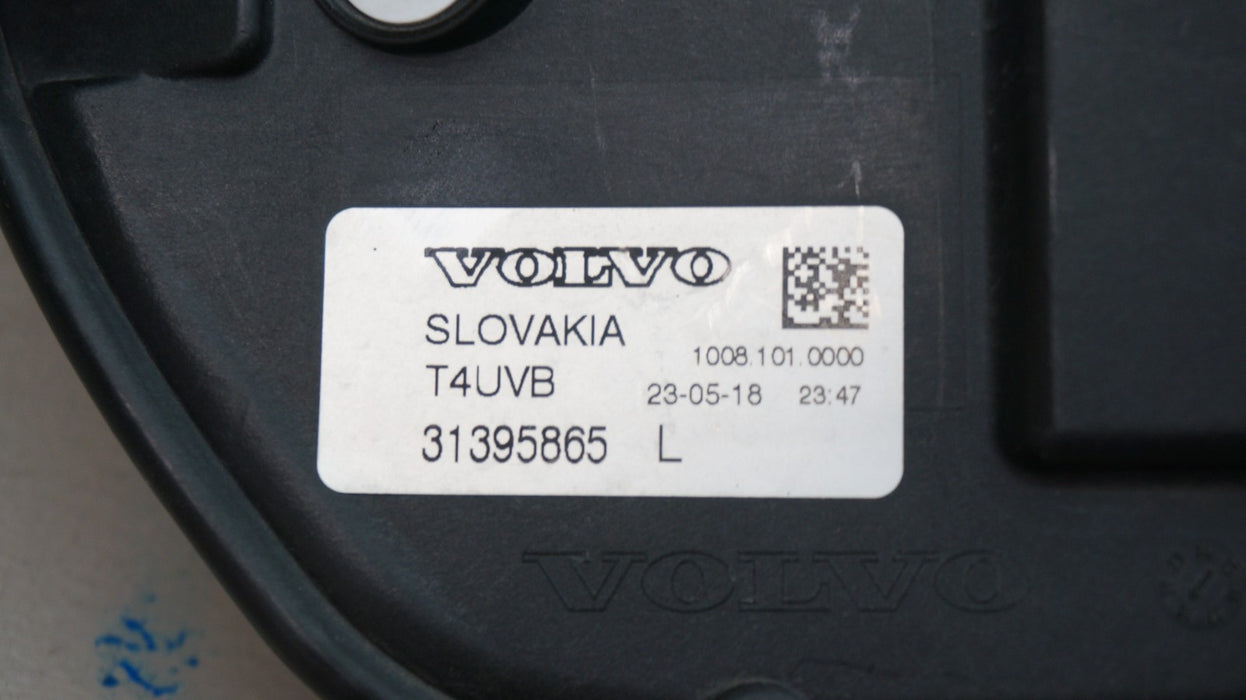 VOLVO
SLOVAKIA
1008.101.0000
T4UVB
23-05-18 23:47
31395865 L
VOLVO